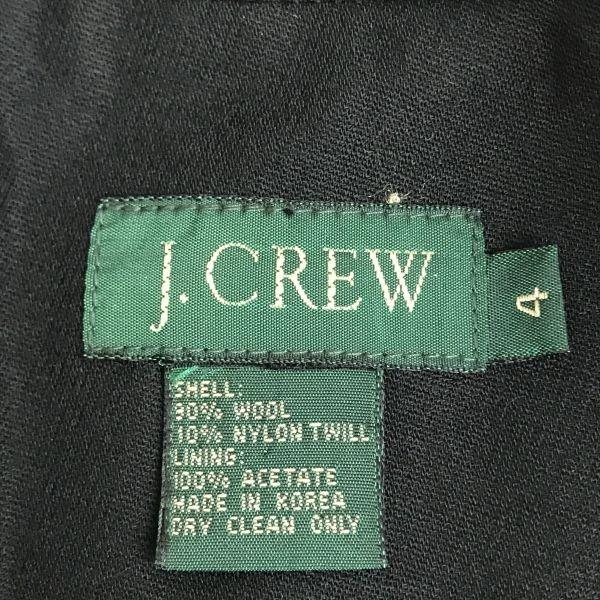 J. CREW
4
SHELL:
90% WOOL
10% NYLON TWILL
LINING:
100% ACETATE
MADE IN KOREA
DRY CLEAN ONLY